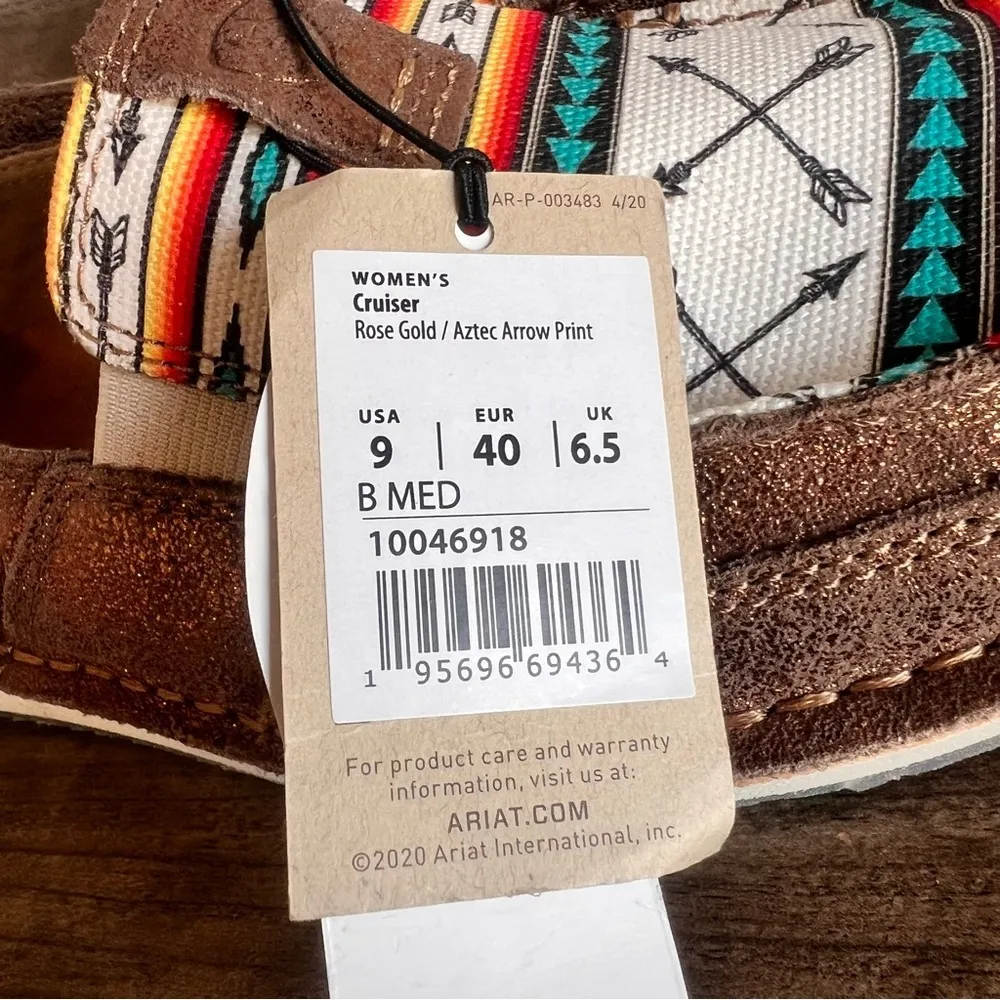 AR-P-003483 4/20
WOMEN'S
Cruiser
Rose Gold / Aztec Arrow Print
USA EUR UK
9 | 40 | 6.5
B MED
10046918
1 95696 69436 4
For product care and warranty
information, visit us at:
ARIAT.COM
©2020 Ariat International, inc.